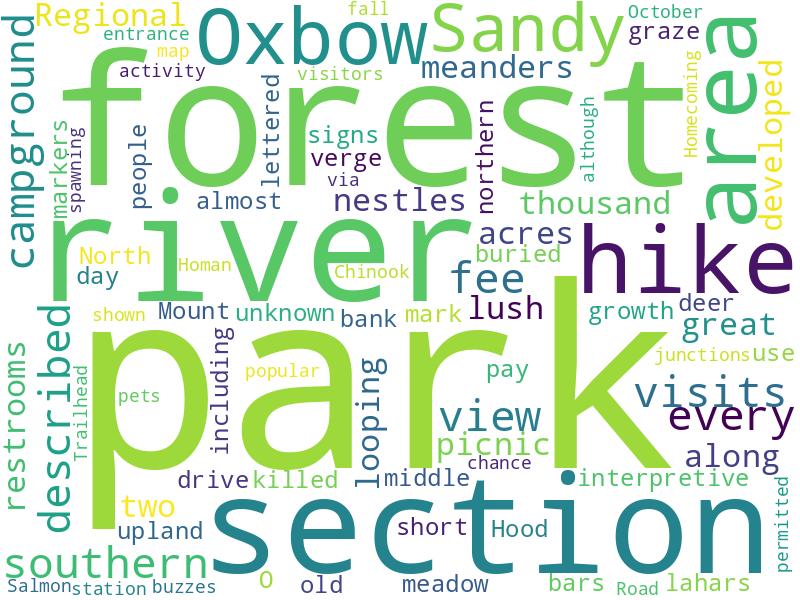 fall
October
Regional
Oxbow
Sandy
entrance
graze
map
activity
visitors
meanders
area
campground
forest
lettered
developed
Homecoming
although
northern
markers
spawning
people
signs
verge
via
almost
nestles
thousand
river
acres
hike
North
Homan
Chinook
buried
fee
day
shown
Mount
unknown
bank
mark
lush
growth
deer
great
described
park
including
popular
looping
junctions
use
restrooms
Trailhead
pets
pay
visits
view
every
picnic
along
chance
drive
killed
middle
interpretive
two
section
upland
short
Hood
permitted
southern
Salmon
station
buzzes
O
old
meadow
bars
Road
lahars